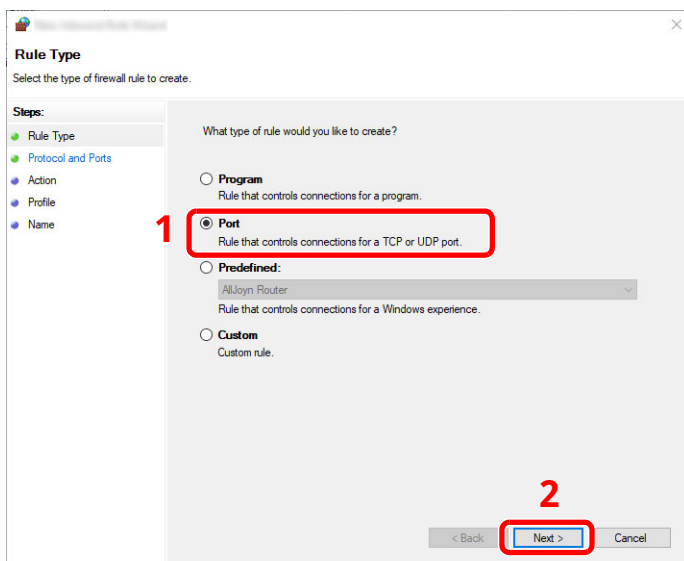 Rule Type
Select the type of firewall rule to create.
Steps:
Rule Type
Protocol and Ports
Action
Profile
Name
What type of rule would you like to create?
Program
Rule that controls connections for a program.
1
Port
Rule that controls connections for a TCP or UDP port.
Predefined:
AllJoyn Router
Rule that controls connections for a Windows experience.
Custom
Custom rule.
2
< Back
Next >
Cancel